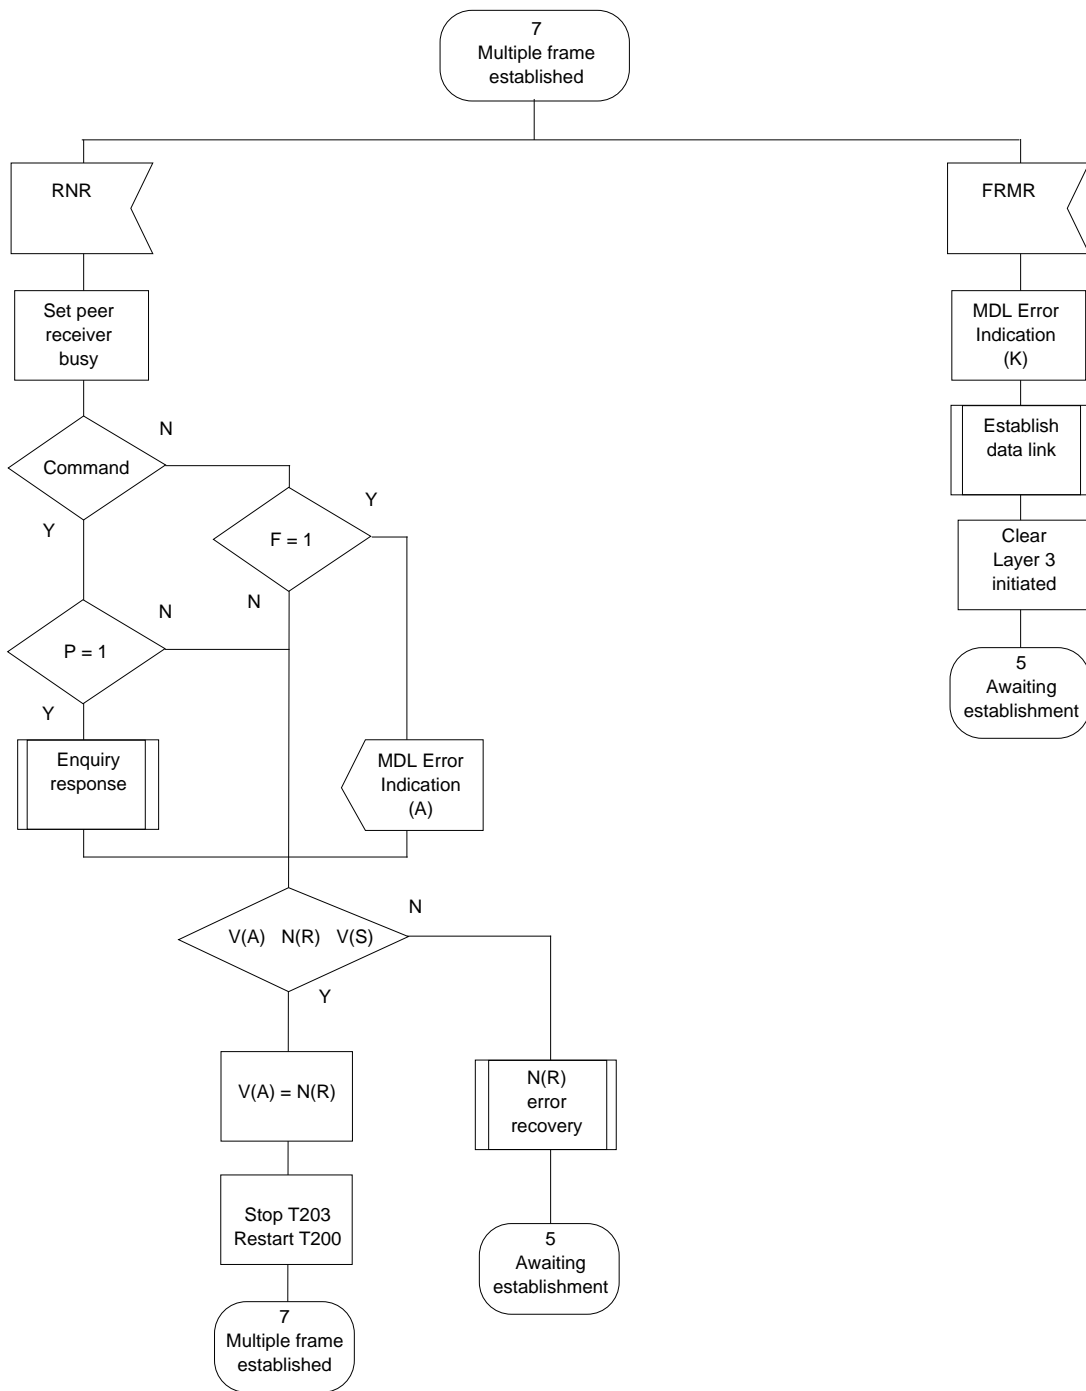 7
Multiple frame
established
RNR
FRMR
Set peer
receiver
busy
MDL Error
Indication
(K)
N
Command
Y
Establish
data link
Y
F = 1
N
Clear
Layer 3
initiated
N
P = 1
Y
5
Awaiting
establishment
Enquiry
response
MDL Error
Indication
(A)
N
V(A) N(R) V(S)
Y
V(A) = N(R)
N(R)
error
recovery
Stop T203
Restart T200
5
Awaiting
establishment
7
Multiple frame
established